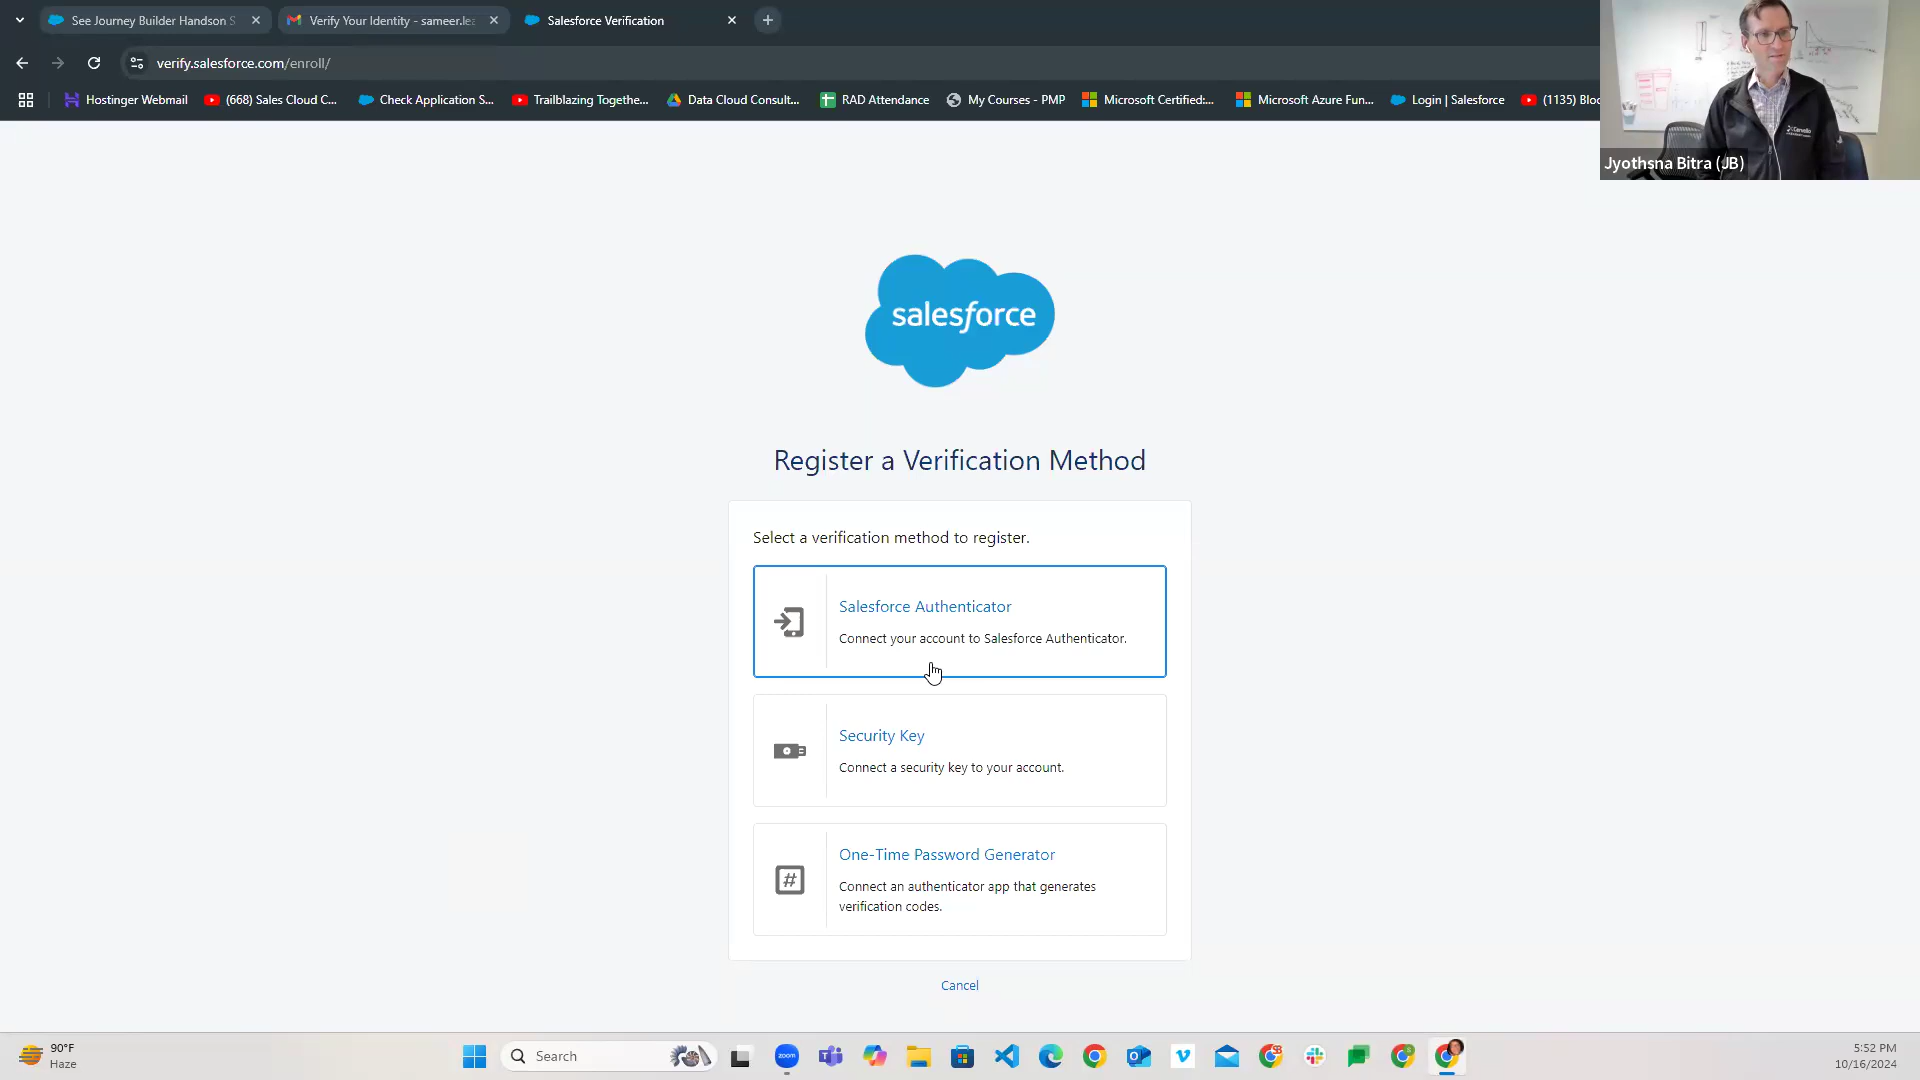 See Journey Builder Handson S
Verify Your Identity - sameer.lea
Salesforce Verification
verify.salesforce.com/enroll/
Hostinger Webmail
(668) Sales Cloud C...
Check Application S...
Trailblazing Togethe...
Data Cloud Consult...
RAD Attendance
My Courses - PMP
Microsoft Certified:...
Microsoft Azure Fun...
Login | Salesforce
(1135) Bloc
Jyothsna Bitra (JB)
salesforce
Register a Verification Method
Select a verification method to register.
Salesforce Authenticator
Connect your account to Salesforce Authenticator.
Security Key
Connect a security key to your account.
One-Time Password Generator
Connect an authenticator app that generates
verification codes.
Cancel
90°F
Haze
Search
zoom
5:52 PM
10/16/2024